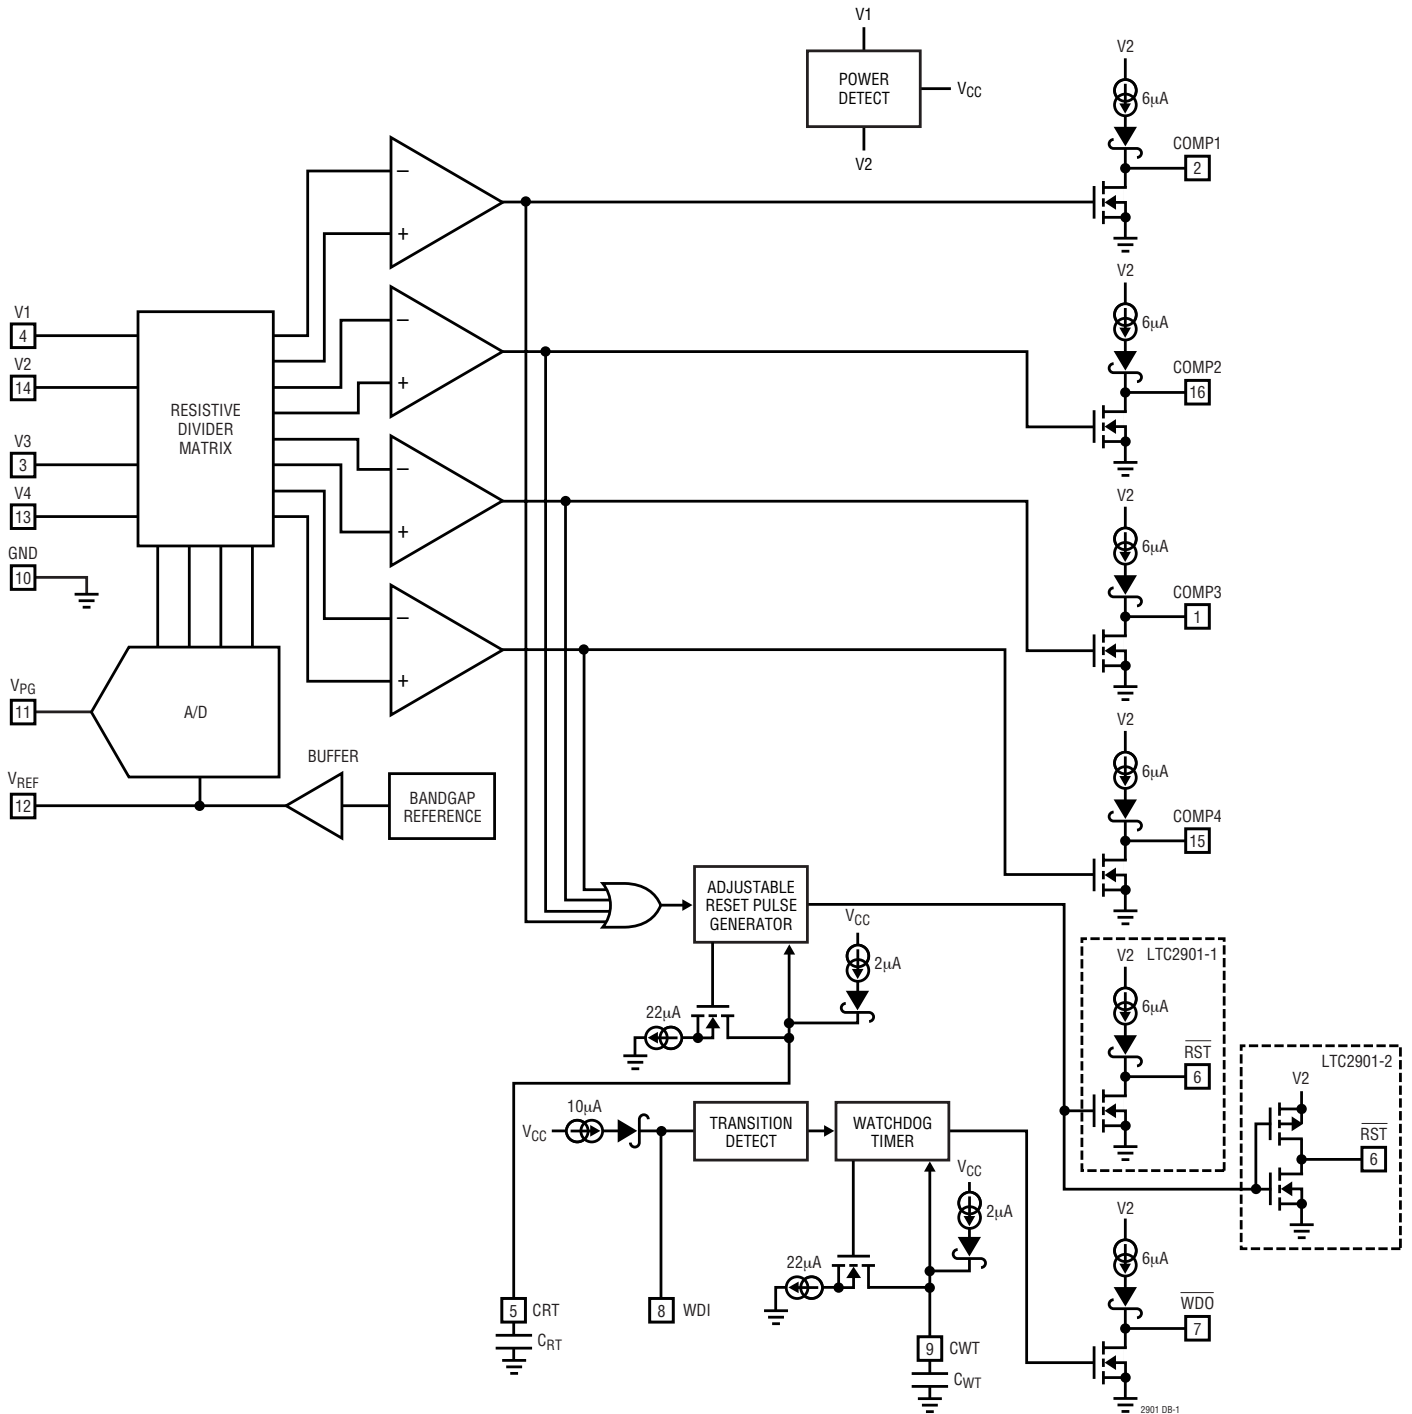 V1
POWER
DETECT
VCC
V2
V2
6µA
COMP1
2
–
+
V2
6µA
COMP2
16
–
+
V1
4
V2
14
V3
3
V4
13
GND
10
RESISTIVE
DIVIDER
MATRIX
–
+
V2
6µA
COMP3
1
–
+
VPG
11
A/D
VREF
12
BUFFER
BANDGAP
REFERENCE
V2
6µA
COMP4
15
ADJUSTABLE
RESET PULSE
GENERATOR
VCC
2µA
22µA
LTC2901-1
V2
6µA
RST
6
LTC2901-2
V2
RST
6
10µA
VCC
TRANSITION
DETECT
WATCHDOG
TIMER
VCC
2µA
22µA
V2
6µA
WDO
7
5
CRT
CRT
8
WDI
9
CWT
CWT
2901 DB-1